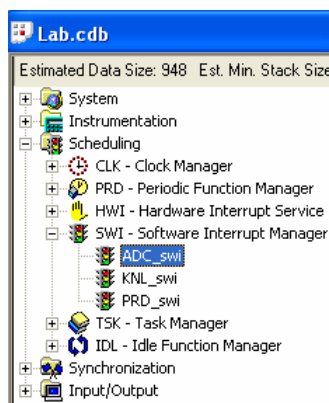 Lab.cdb
Estimated Data Size: 948 Est. Min. Stack Size
System
Instrumentation
Scheduling
CLK - Clock Manager
PRD - Periodic Function Manager
HWI - Hardware Interrupt Service
SWI - Software Interrupt Manager
ADC_swi
KNL_swi
PRD_swi
TSK - Task Manager
IDL - Idle Function Manager
Synchronization
Input/Output